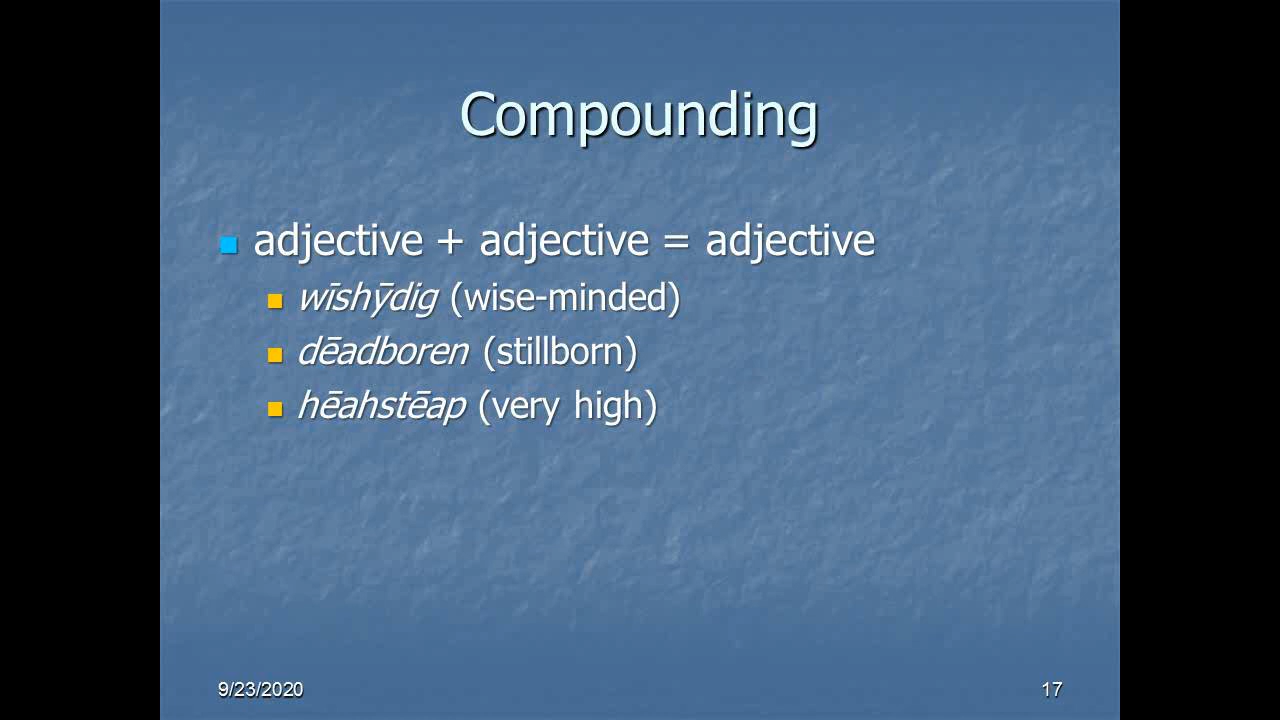 Compounding
adjective + adjective = adjective
wīshȳdig (wise-minded)
dēadboren (stillborn)
hēahstēap (very high)
9/23/2020
17